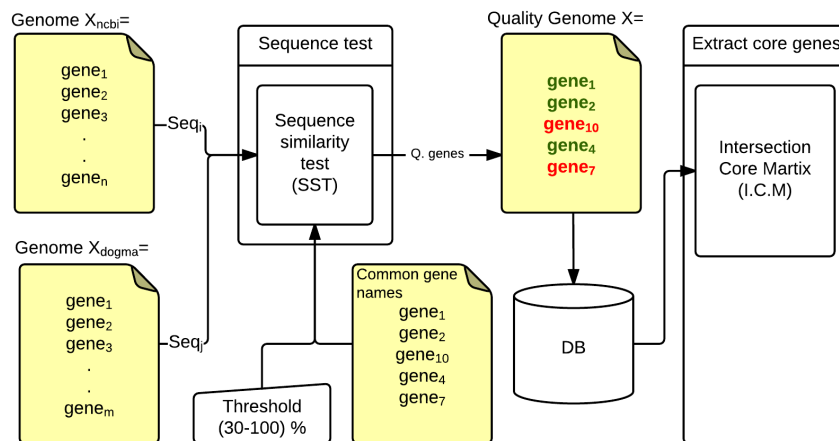 Genome Xncbi=
gene1
gene2
gene3
.
.
genen
Seqi
Genome Xdogma=
gene1
gene2
gene3
.
.
genem
Seqj
Sequence test
Sequence
similarity
test
(SST)
Threshold
(30-100) %
Common gene
names
gene1
gene2
gene10
gene4
gene7
Q. genes
Quality Genome X=
gene1
gene2
gene10
gene4
gene7
DB
Extract core genes
Intersection
Core Martix
(I.C.M)